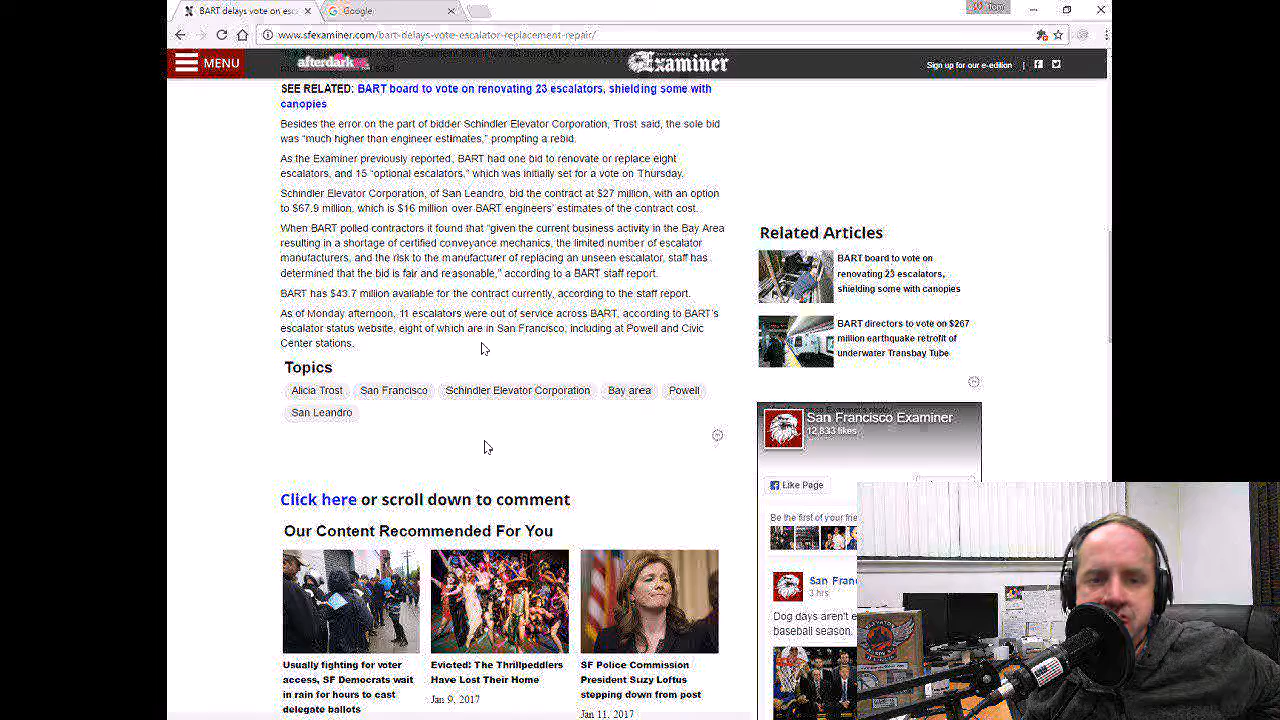 BART delays vote on esc
Google
Tom
www.sfexaminer.com/bart-delays-vote-escalator-replacement-repair/
MENU
afterdark
Examiner
Sign up for our e-edition |
SEE RELATED: BART board to vote on renovating 23 escalators, shielding some with
canopies
Besides the error on the part of bidder Schindler Elevator Corporation, Trost said, the sole bid
was “much higher than engineer estimates,” prompting a rebid.
As the Examiner previously reported, BART had one bid to renovate or replace eight
escalators, and 15 “optional escalators,” which was initially set for a vote on Thursday.
Schindler Elevator Corporation, of San Leandro, bid the contract at $27 million, with an option
to $67.9 million, which is $16 million over BART engineers’ estimates of the contract cost.
When BART polled contractors it found that “given the current business activity in the Bay Area
resulting in a shortage of certified conveyance mechanics, the limited number of escalator
manufacturers, and the risk to the manufacturer of replacing an unseen escalator, staff has
determined that the bid is fair and reasonable,” according to a BART staff report.
BART has $43.7 million available for the contract currently, according to the staff report.
As of Monday afternoon, 11 escalators were out of service across BART, according to BART’s
escalator status website, eight of which are in San Francisco, including at Powell and Civic
Center stations.
Topics
Alicia Trost San Francisco Schindler Elevator Corporation Bay area Powell
San Leandro
Click here or scroll down to comment
Our Content Recommended For You
Usually fighting for voter
access, SF Democrats wait
in rain for hours to cast
delegate ballots
Evicted: The Thrillpeddlers
Have Lost Their Home
Jan 9, 2017
SF Police Commission
President Suzy Loftus
stepping down from post
Jan 11, 2017
Related Articles
BART board to vote on
renovating 23 escalators,
shielding some with canopies
BART directors to vote on $267
million earthquake retrofit of
underwater Transbay Tube
San Francisco Examiner
12,833 likes
Like Page
Be the first of your frie
San Fran
3 hrs
Dog days aren't e
baseball season.